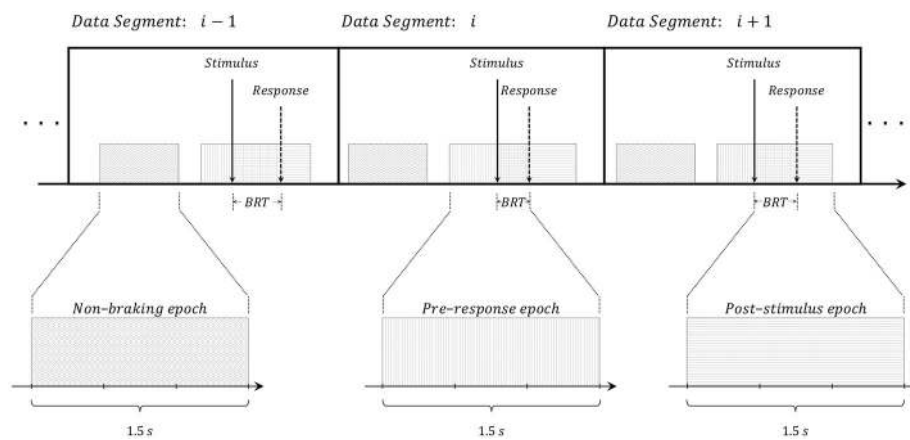 Data Segment: i − 1 Data Segment: i Data Segment: i + 1
Stimulus Stimulus Stimulus
Response Response Response
. . . . . .
BRT BRT BRT
Non−braking epoch Pre−response epoch Post−stimulus epoch
1.5 s 1.5 s 1.5 s